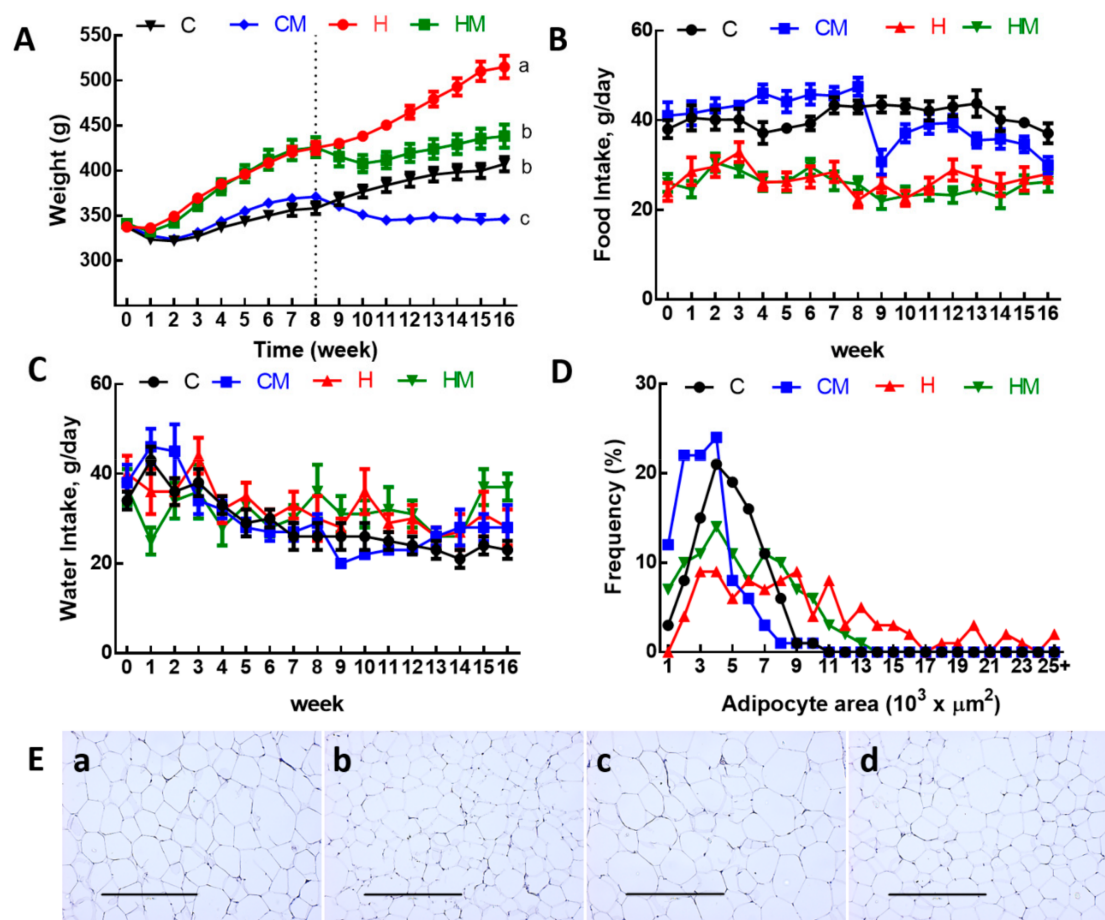 A
C CM H HM
Weight (g)
550
500
450
400
350
300
a
b
b
c
0 1 2 3 4 5 6 7 8 9 10 11 12 13 14 15 16
Time (week)
B
C CM H HM
Food Intake, g/day
60
40
20
0
0 1 2 3 4 5 6 7 8 9 10 11 12 13 14 15 16
week
C
C CM H HM
Water Intake, g/day
60
40
20
0
0 1 2 3 4 5 6 7 8 9 10 11 12 13 14 15 16
week
D
C CM H HM
Frequency (%)
30
20
10
0
1 3 5 7 9 11 13 15 17 19 21 23 25+
Adipocyte area (10³ x μm²)
E a b c d